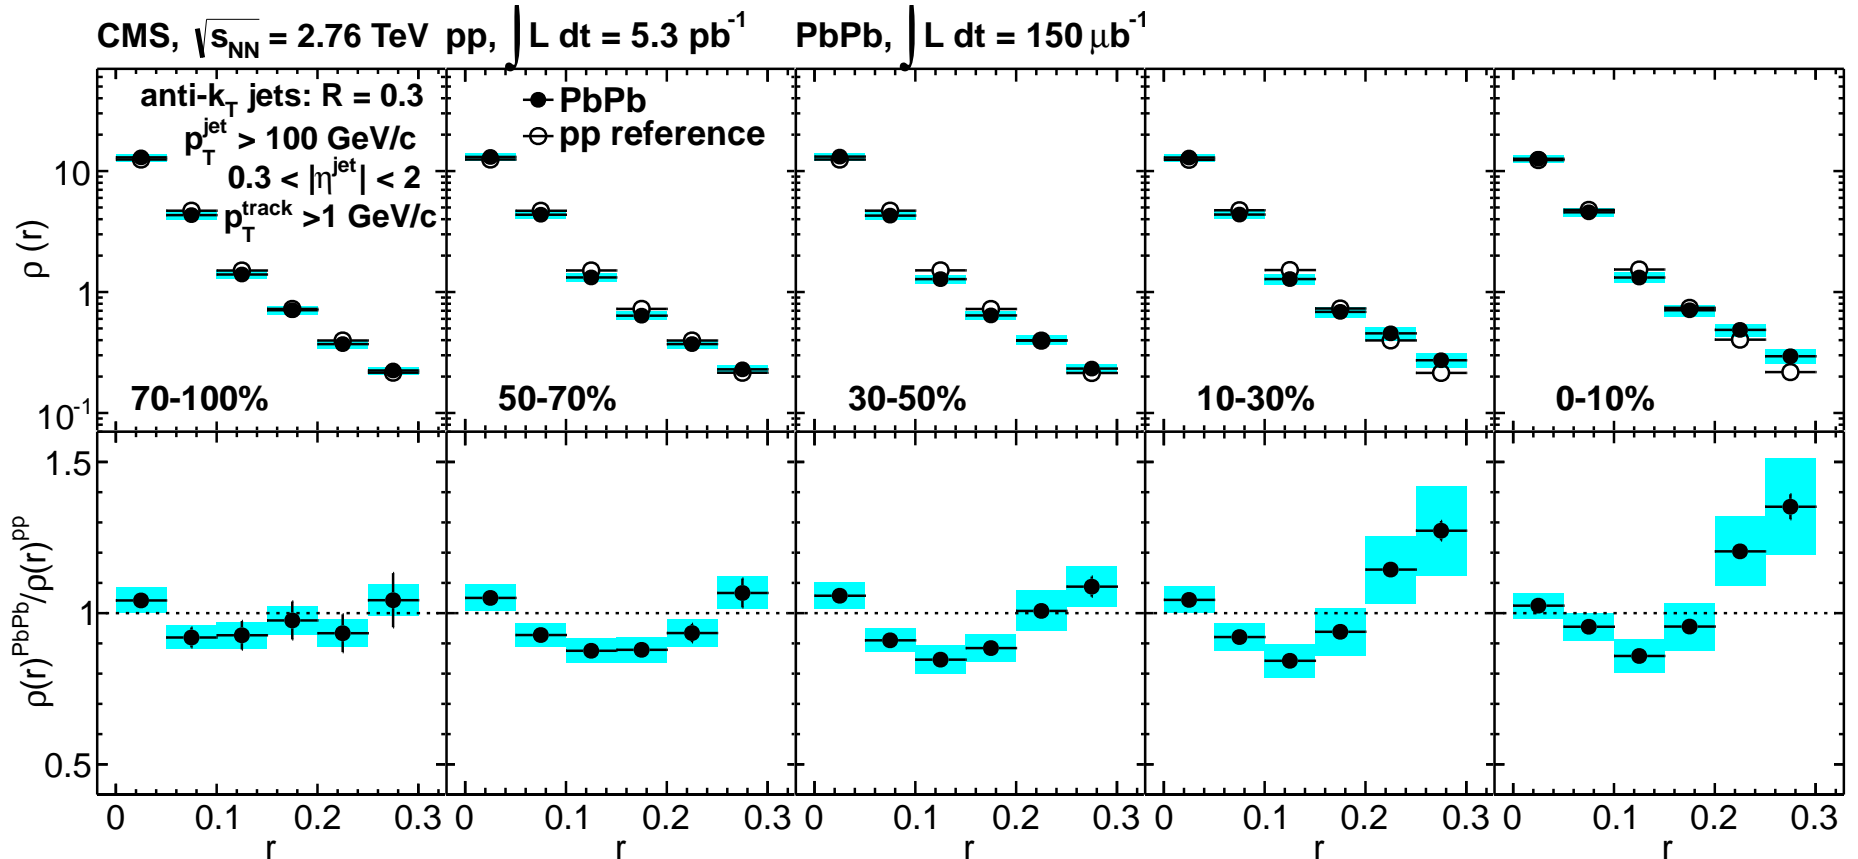 CMS, √s_NN = 2.76 TeV pp, ∫ L dt = 5.3 pb⁻¹ PbPb, ∫ L dt = 150 μb⁻¹
anti-k_T jets: R = 0.3
p_T^jet > 100 GeV/c
0.3 < |η^jet| < 2
p_T^track >1 GeV/c
PbPb
pp reference
ρ (r)
10
1
10⁻¹
70-100% 50-70% 30-50% 10-30% 0-10%
ρ(r)^PbPb/ρ(r)^pp
1.5
1
0.5
0 0.1 0.2 0.3 0 0.1 0.2 0.3 0 0.1 0.2 0.3 0 0.1 0.2 0.3 0 0.1 0.2 0.3
r r r r r